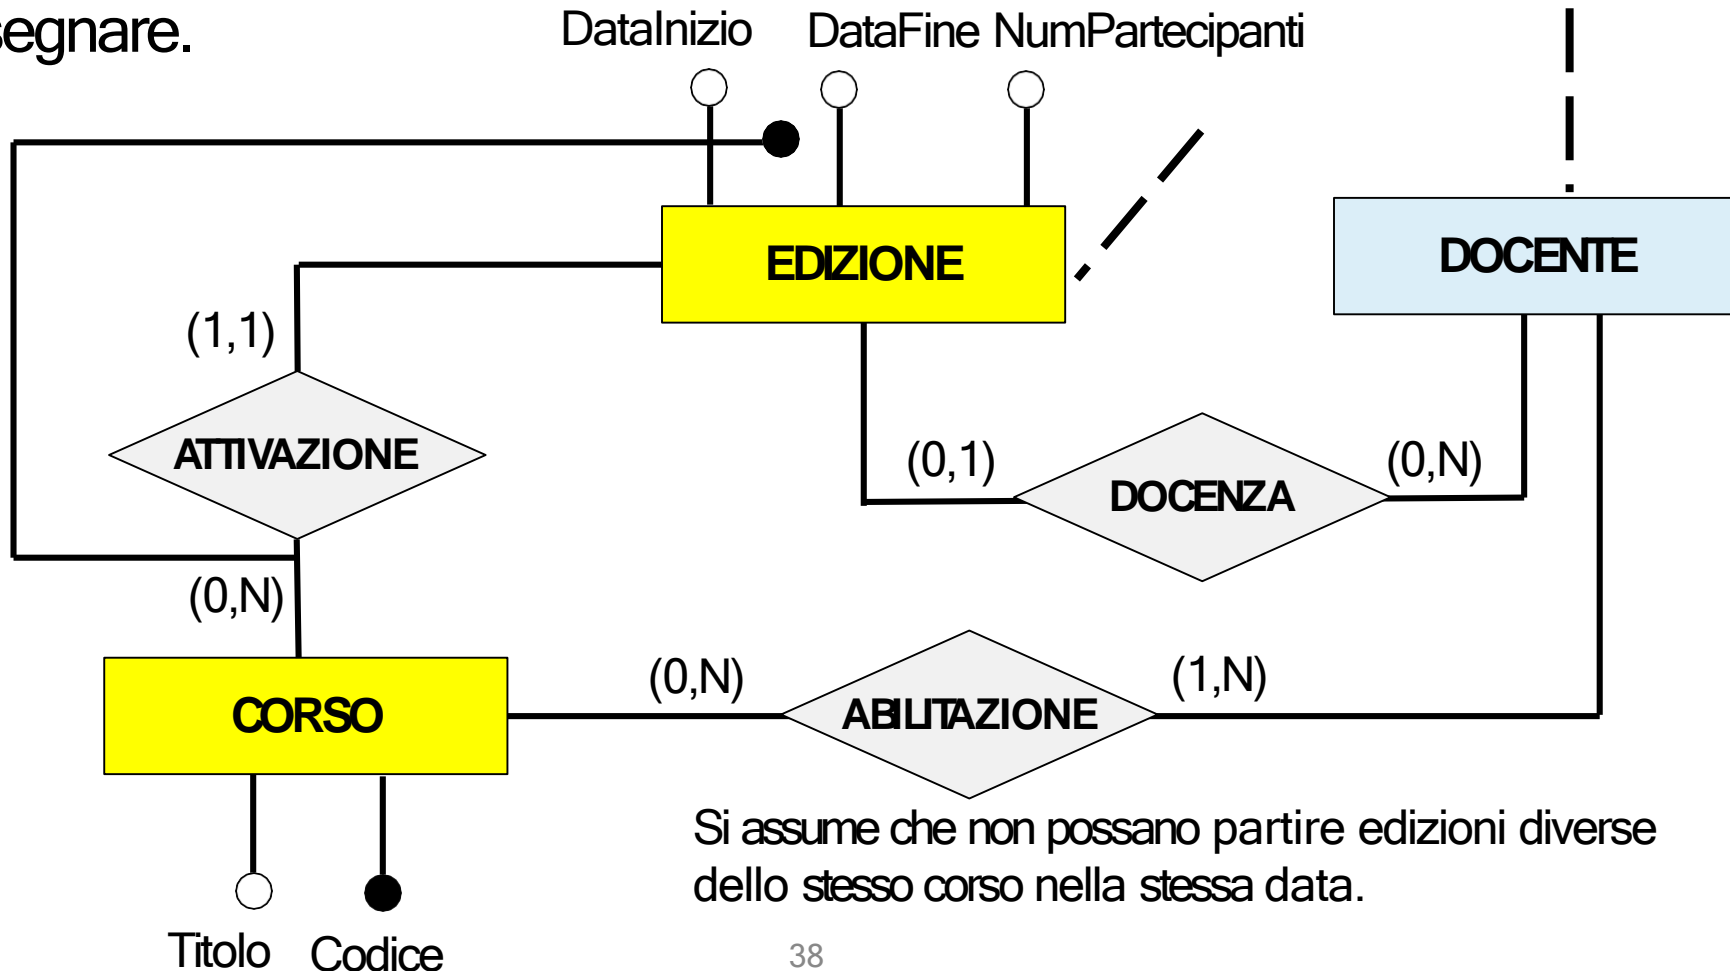 segnare.
DataInizio DataFine NumPartecipanti
EDIZIONE
DOCENTE
(1,1)
ATTIVAZIONE
(0,1)
(0,N)
DOCENZA
(0,N)
(0,N)
(1,N)
CORSO
ABILITAZIONE
Si assume che non possano partire edizioni diverse
dello stesso corso nella stessa data.
Titolo Codice
38